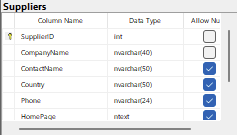 Suppliers
Column Name Data Type Allow Nu
SupplierID int
CompanyName nvarchar(40)
ContactName nvarchar(50)
Country nvarchar(50)
Phone nvarchar(24)
HomePage ntext